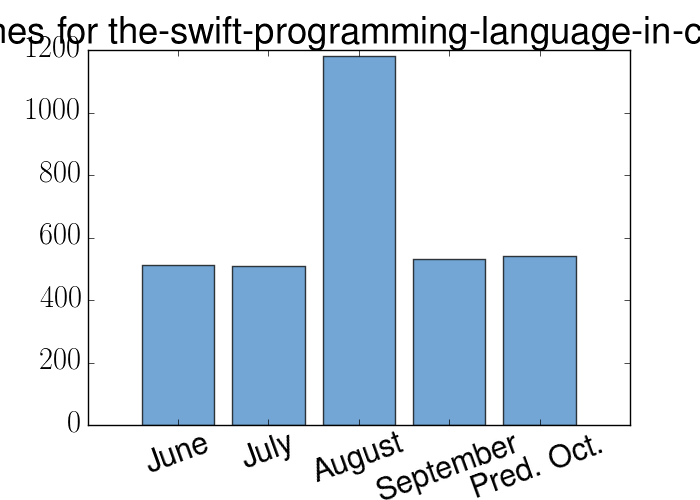 nes for the-swift-programming-language-in-c
1200
1000
800
600
400
200
0
June
July
August
September
Pred. Oct.